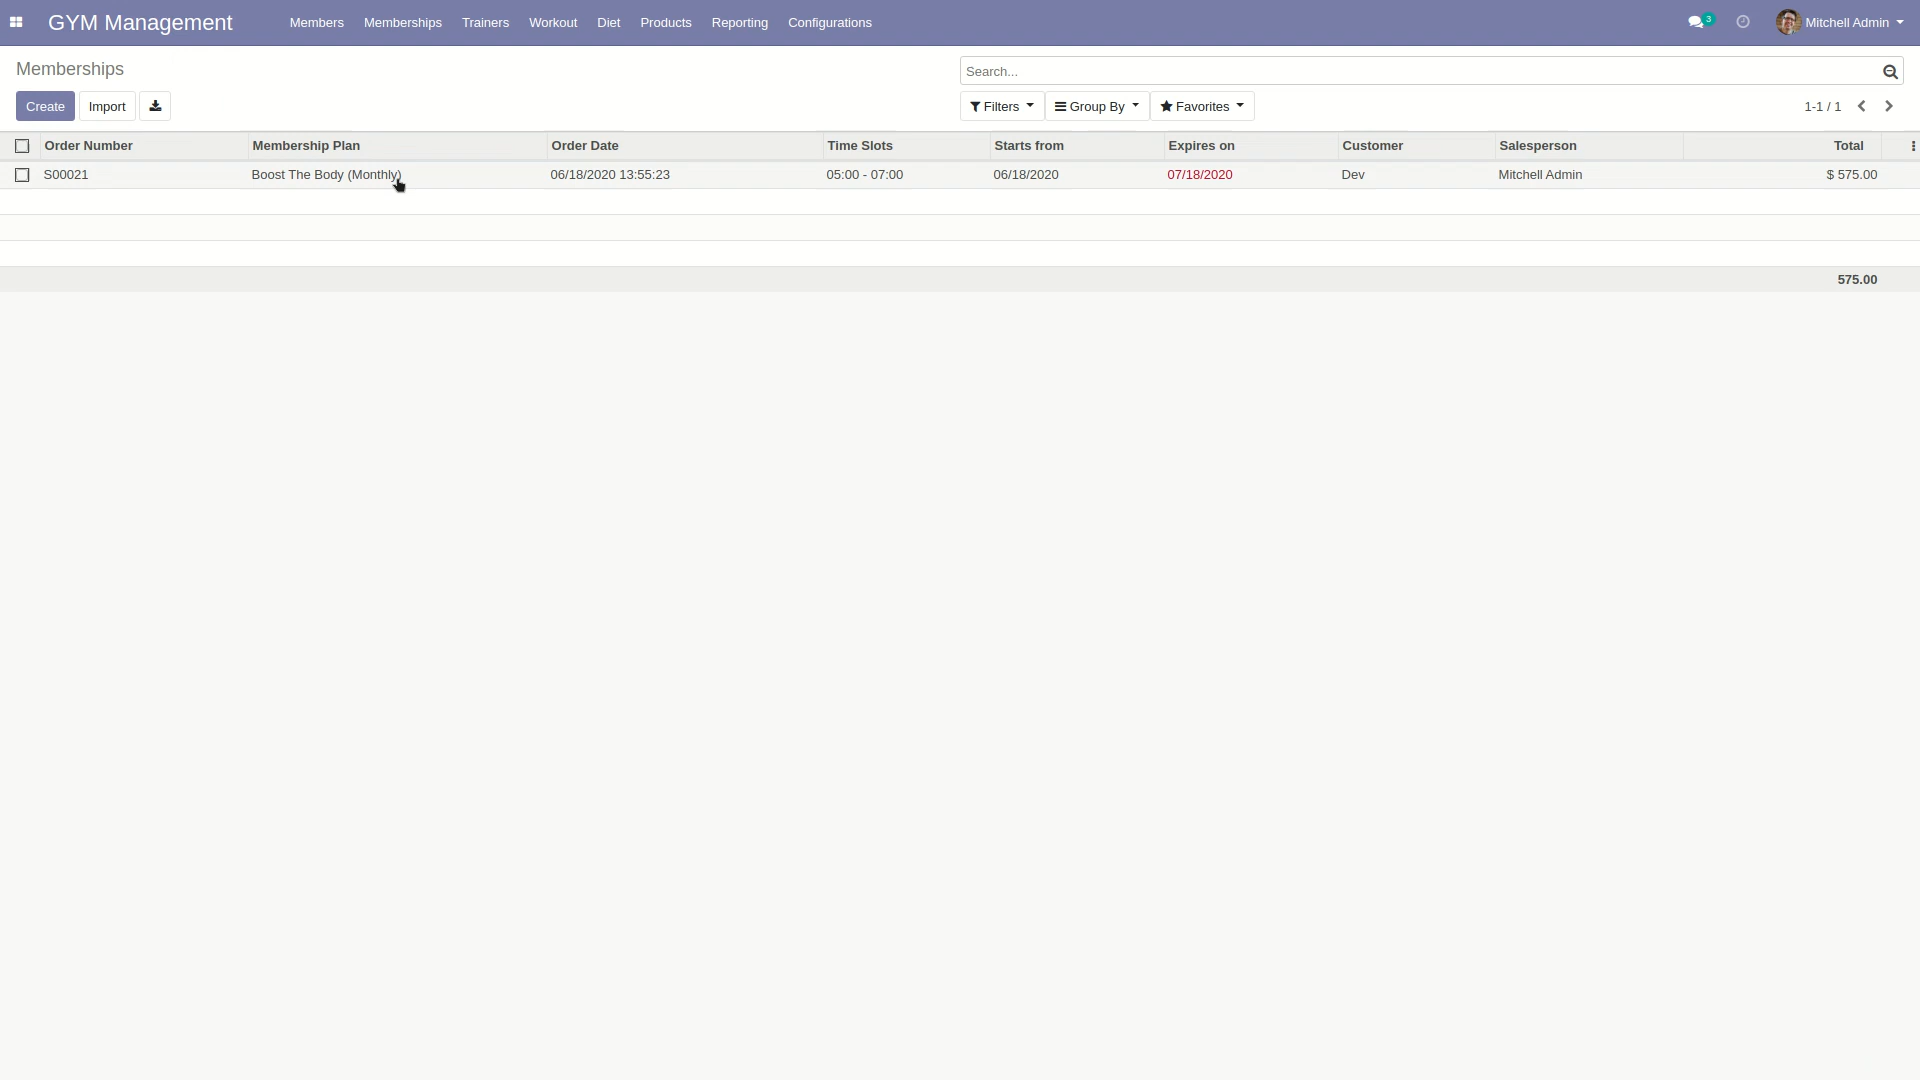 GYM Management Members Memberships Trainers Workout Diet Products Reporting Configurations 3 Mitchell Admin
Memberships
Search...
Create Import Filters Group By Favorites 1-1 / 1
Order Number Membership Plan Order Date Time Slots Starts from Expires on Customer Salesperson Total
S00021 Boost The Body (Monthly) 06/18/2020 13:55:23 05:00 - 07:00 06/18/2020 07/18/2020 Dev Mitchell Admin $ 575.00
575.00